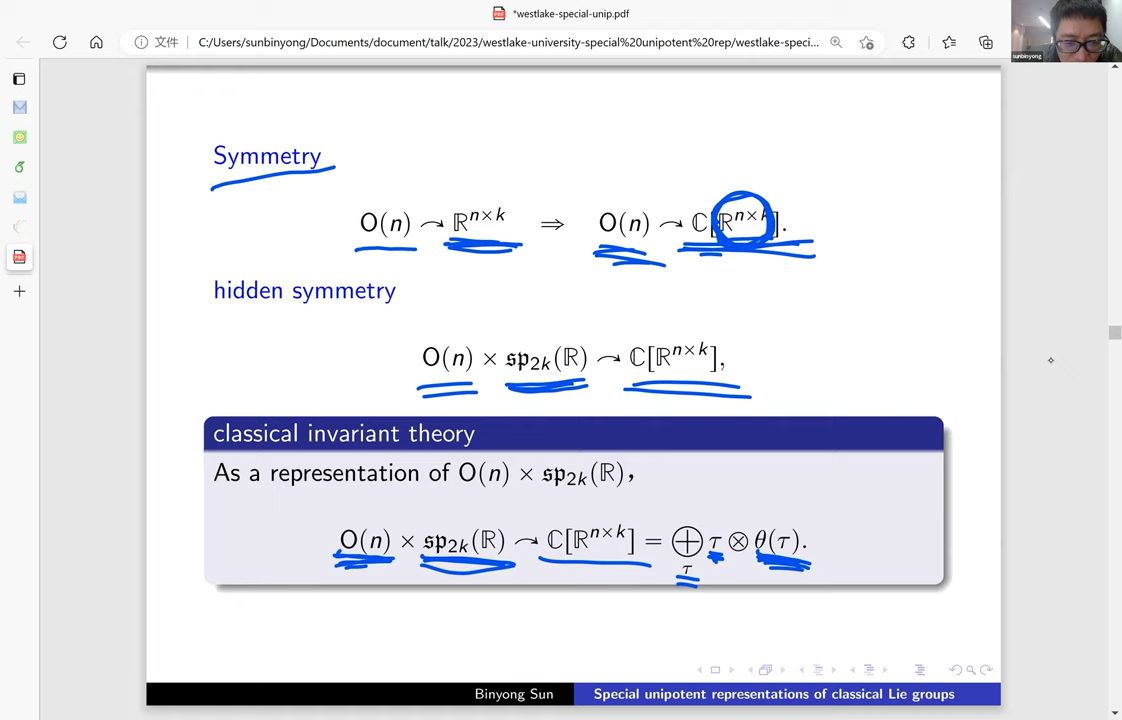 *westlake-special-unip.pdf
文件 C:/Users/sunbinyong/Documents/document/talk/2023/westlake-university-special%20unipotent%20rep/westlake-speci...
sunbinyong
Symmetry
O(n) ↷ ℝ^{n×k} ⇒ O(n) ↷ ℂ[ℝ^{n×k}].
hidden symmetry
O(n) × 𝔰𝔭_{2k}(ℝ) ↷ ℂ[ℝ^{n×k}],
classical invariant theory
As a representation of O(n) × 𝔰𝔭_{2k}(ℝ)，
O(n) × 𝔰𝔭_{2k}(ℝ) ↷ ℂ[ℝ^{n×k}] = ⊕_τ τ ⊗ θ(τ).
Binyong Sun Special unipotent representations of classical Lie groups